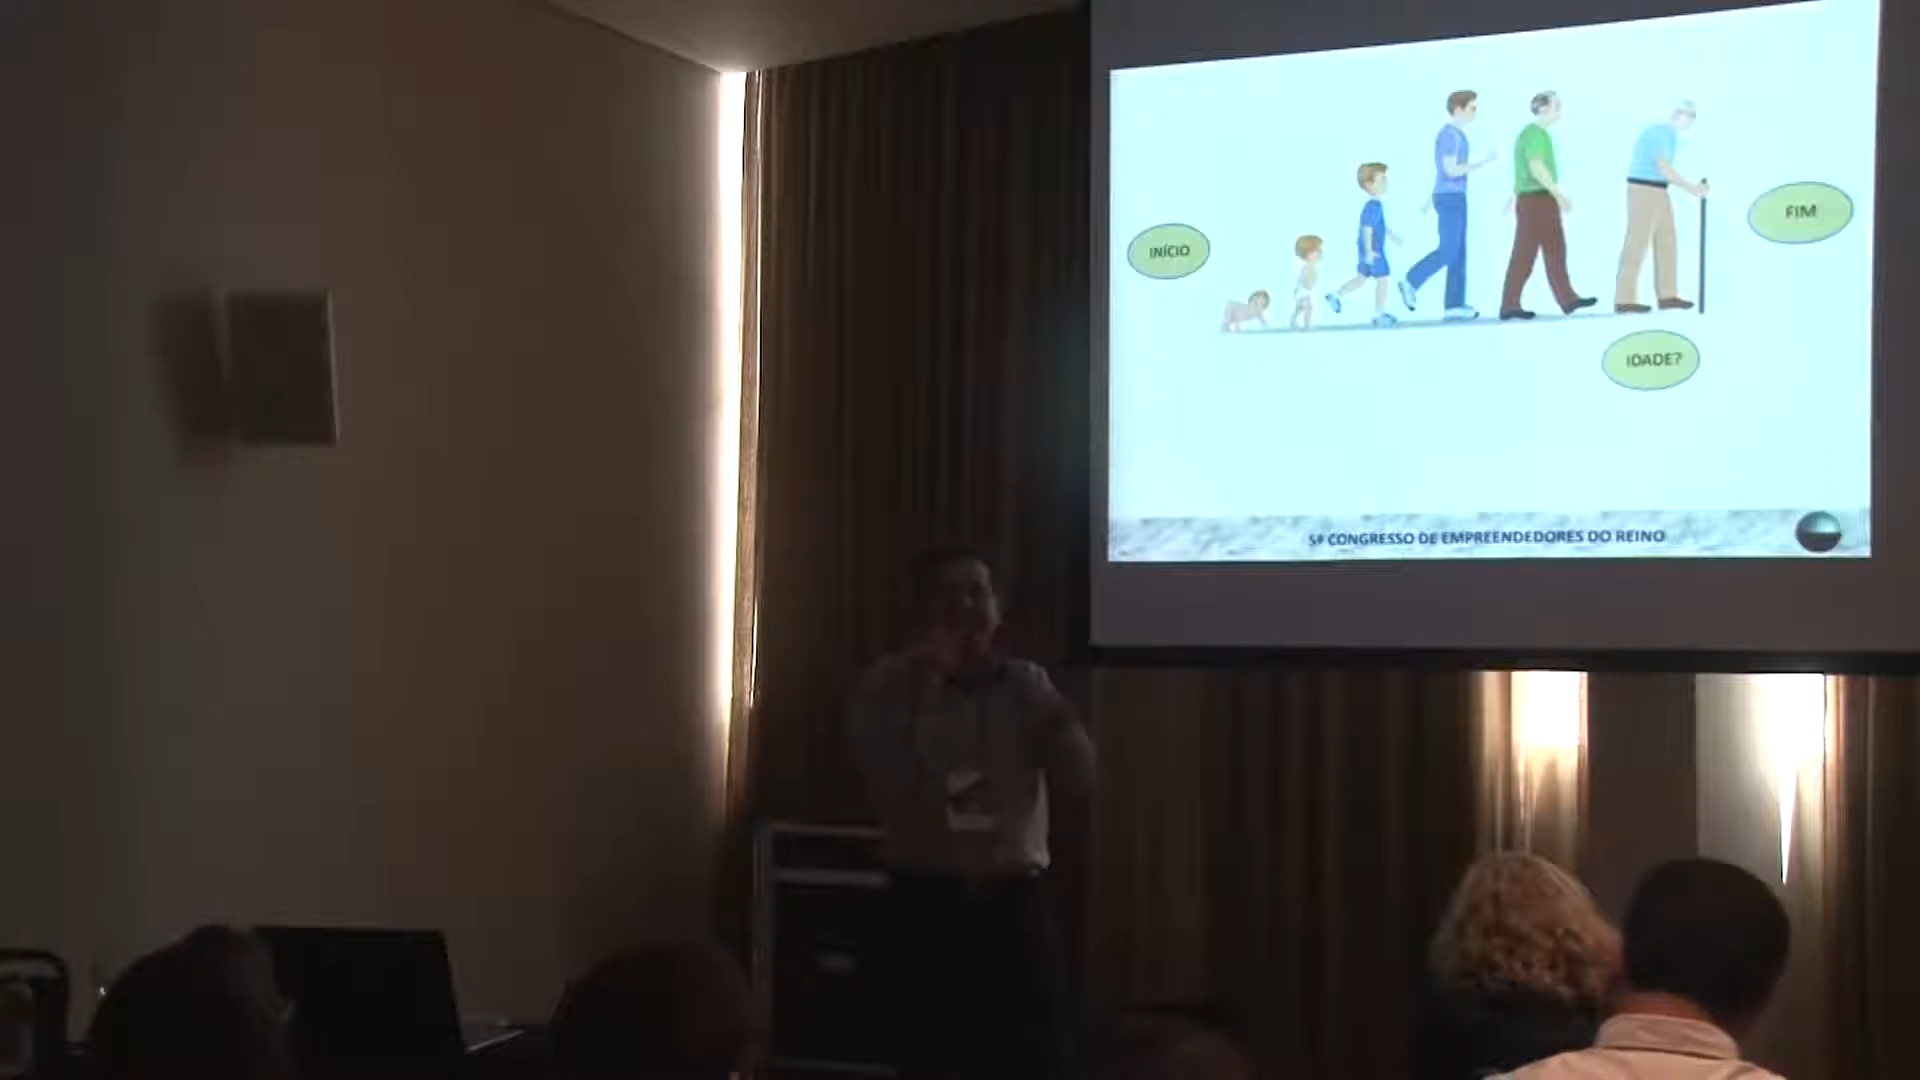 INÍCIO
FIM
IDADE?
5º CONGRESSO DE EMPREENDEDORES DO REINO